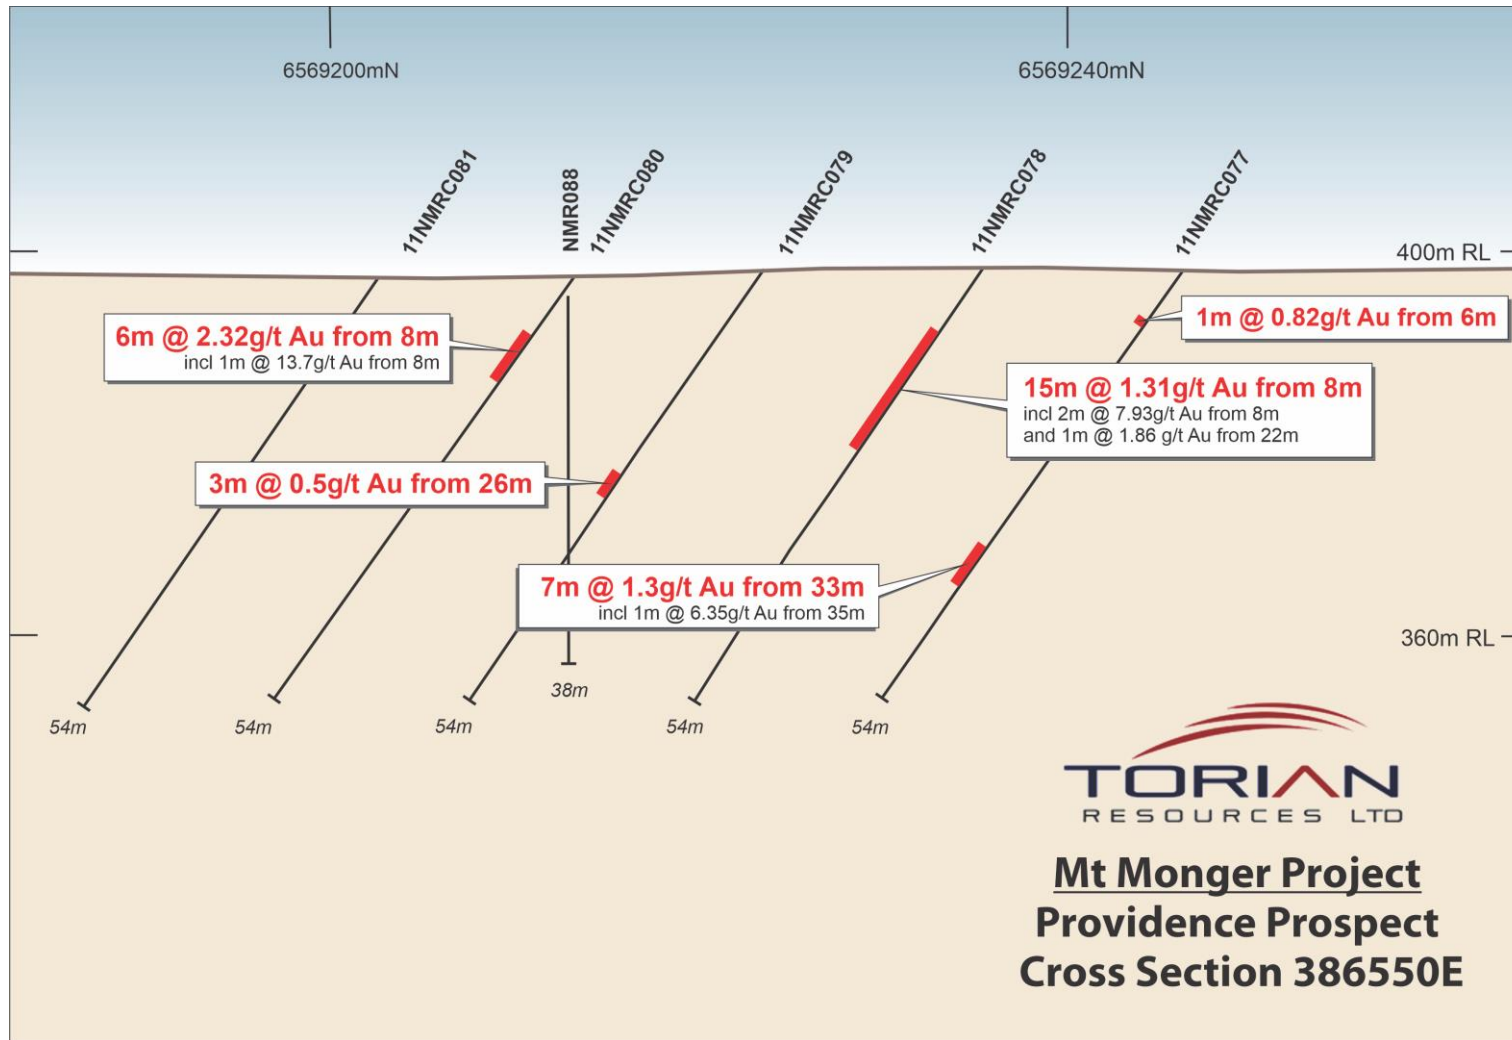 6569200mN
6569240mN
11NMRC081
NMR088
11NMRC080
11NMRC079
11NMRC078
11NMRC077
400m RL
6m @ 2.32g/t Au from 8m
incl 1m @ 13.7g/t Au from 8m
1m @ 0.82g/t Au from 6m
15m @ 1.31g/t Au from 8m
incl 2m @ 7.93g/t Au from 8m
and 1m @ 1.86 g/t Au from 22m
3m @ 0.5g/t Au from 26m
7m @ 1.3g/t Au from 33m
incl 1m @ 6.35g/t Au from 35m
360m RL
38m
54m
54m
54m
54m
54m
TORIAN
RESOURCES LTD
Mt Monger Project
Providence Prospect
Cross Section 386550E